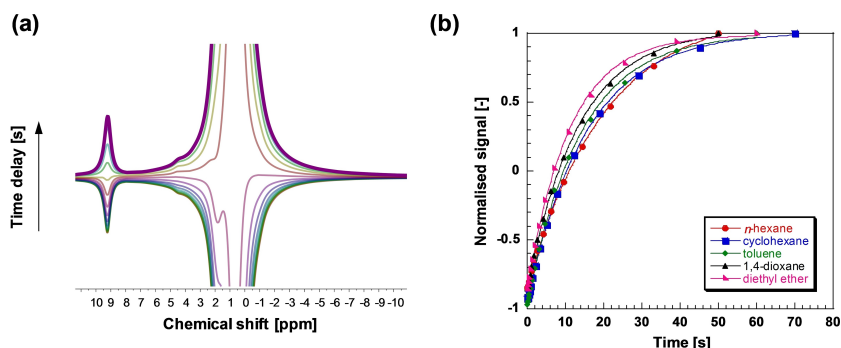 (a)
Time delay [s]
10 9 8 7 6 5 4 3 2 1 0 -1 -2 -3 -4 -5 -6 -7 -8 -9 -10
Chemical shift [ppm]
(b)
Normalised signal [-]
1
0.5
0
-0.5
-1
0 10 20 30 40 50 60 70 80
Time [s]
n-hexane
cyclohexane
toluene
1,4-dioxane
diethyl ether